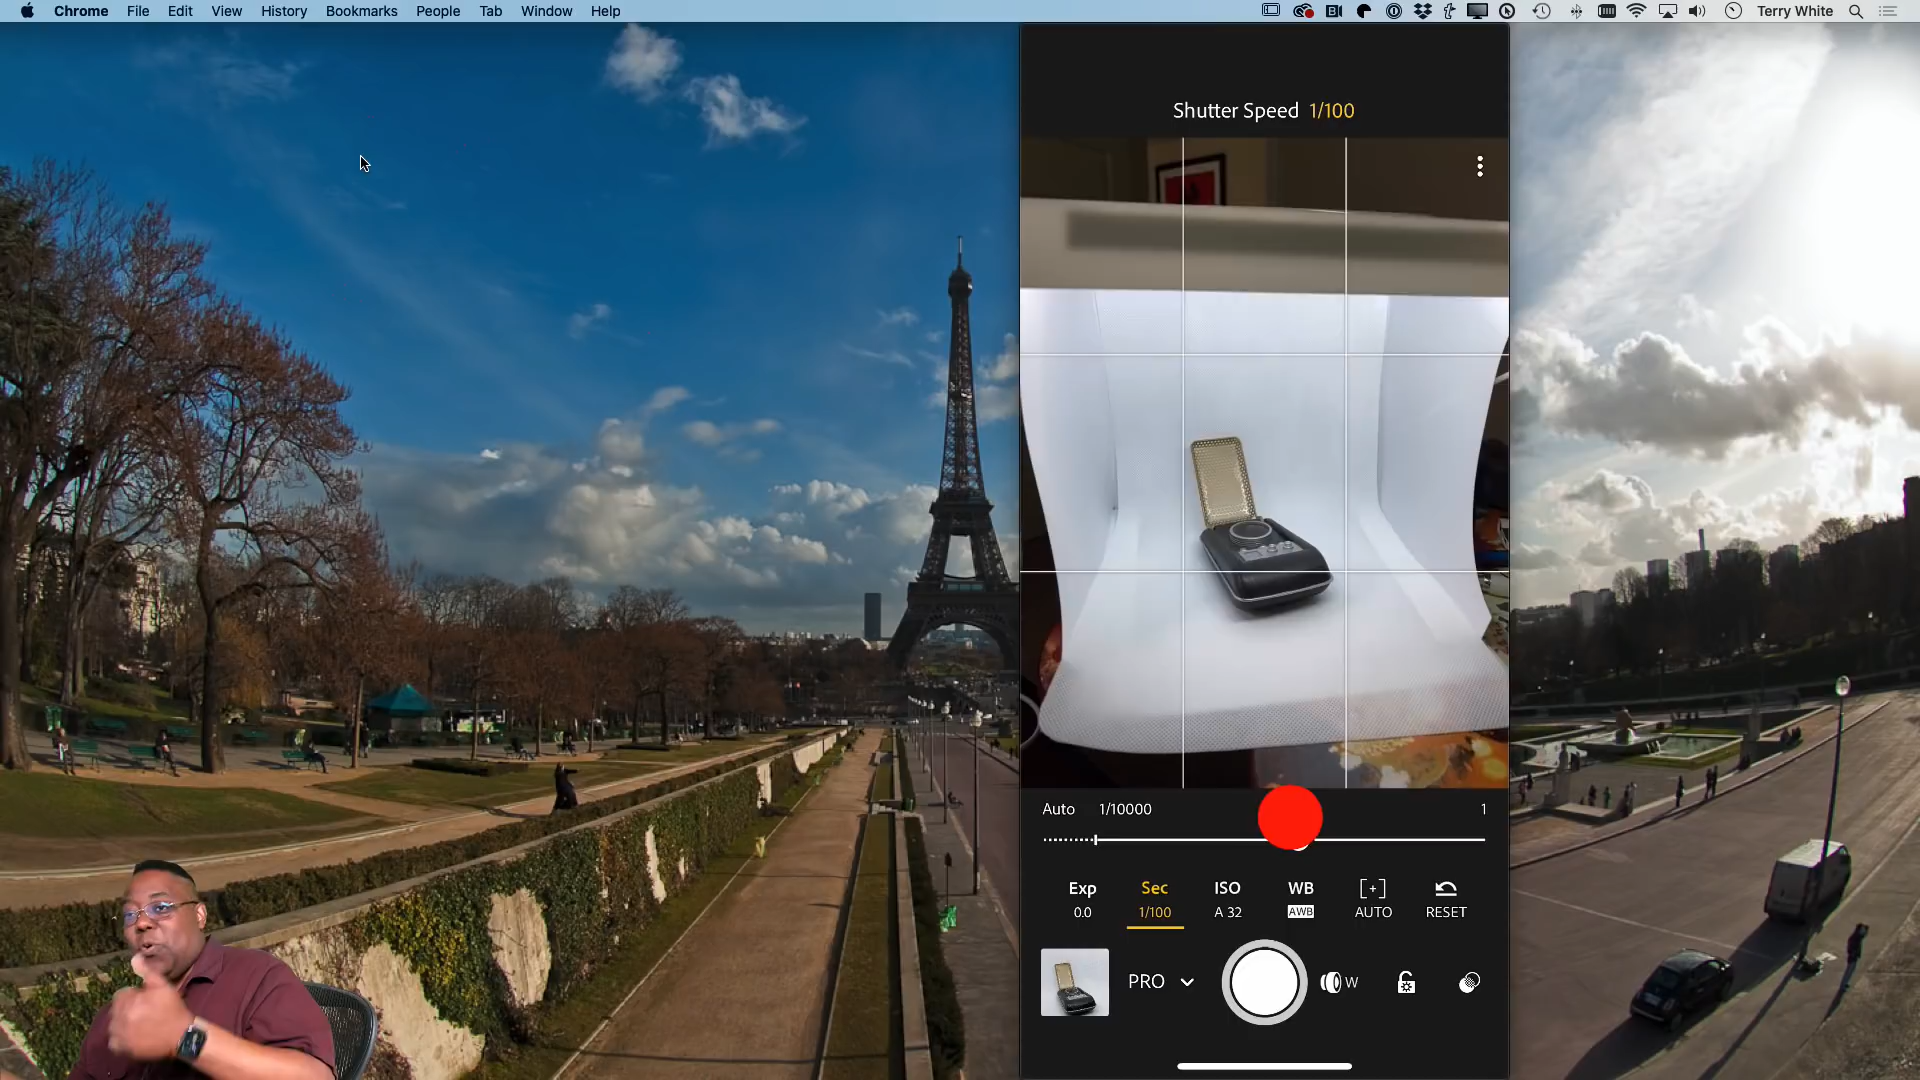 Chrome File Edit View History Bookmarks People Tab Window Help Terry White
Shutter Speed 1/100
Auto 1/10000 1
Exp Sec ISO WB [+]
0.0 1/100 A 32 AWB AUTO RESET
PRO W